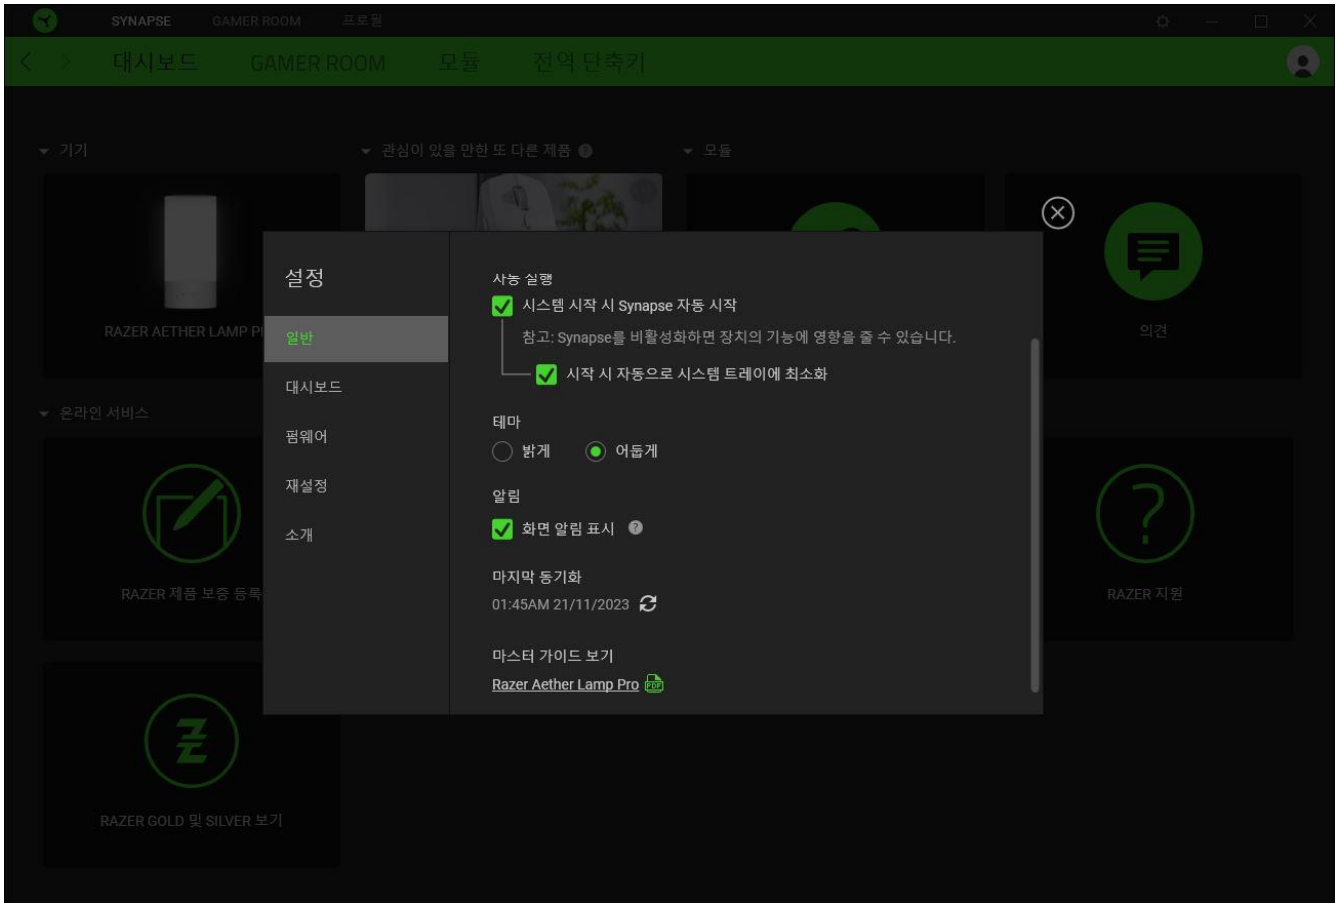 SYNAPSE
GAMER ROOM
프로필
대시보드
GAMER ROOM
모듈
전역 단축키
기기
관심이 있을 만한 또 다른 제품
모듈
RAZER AETHER LAMP
의견
온라인 서비스
RAZER 제품 보증 등록
RAZER 지원
RAZER GOLD 및 SILVER 보기
설정
일반
대시보드
펌웨어
재설정
소개
자동 실행
시스템 시작 시 Synapse 자동 시작
참고: Synapse를 비활성화하면 장치의 기능에 영향을 줄 수 있습니다.
시작 시 자동으로 시스템 트레이에 최소화
테마
밝게
어둡게
알림
화면 알림 표시
마지막 동기화
01:45AM 21/11/2023
마스터 가이드 보기
Razer Aether Lamp Pro
PDF